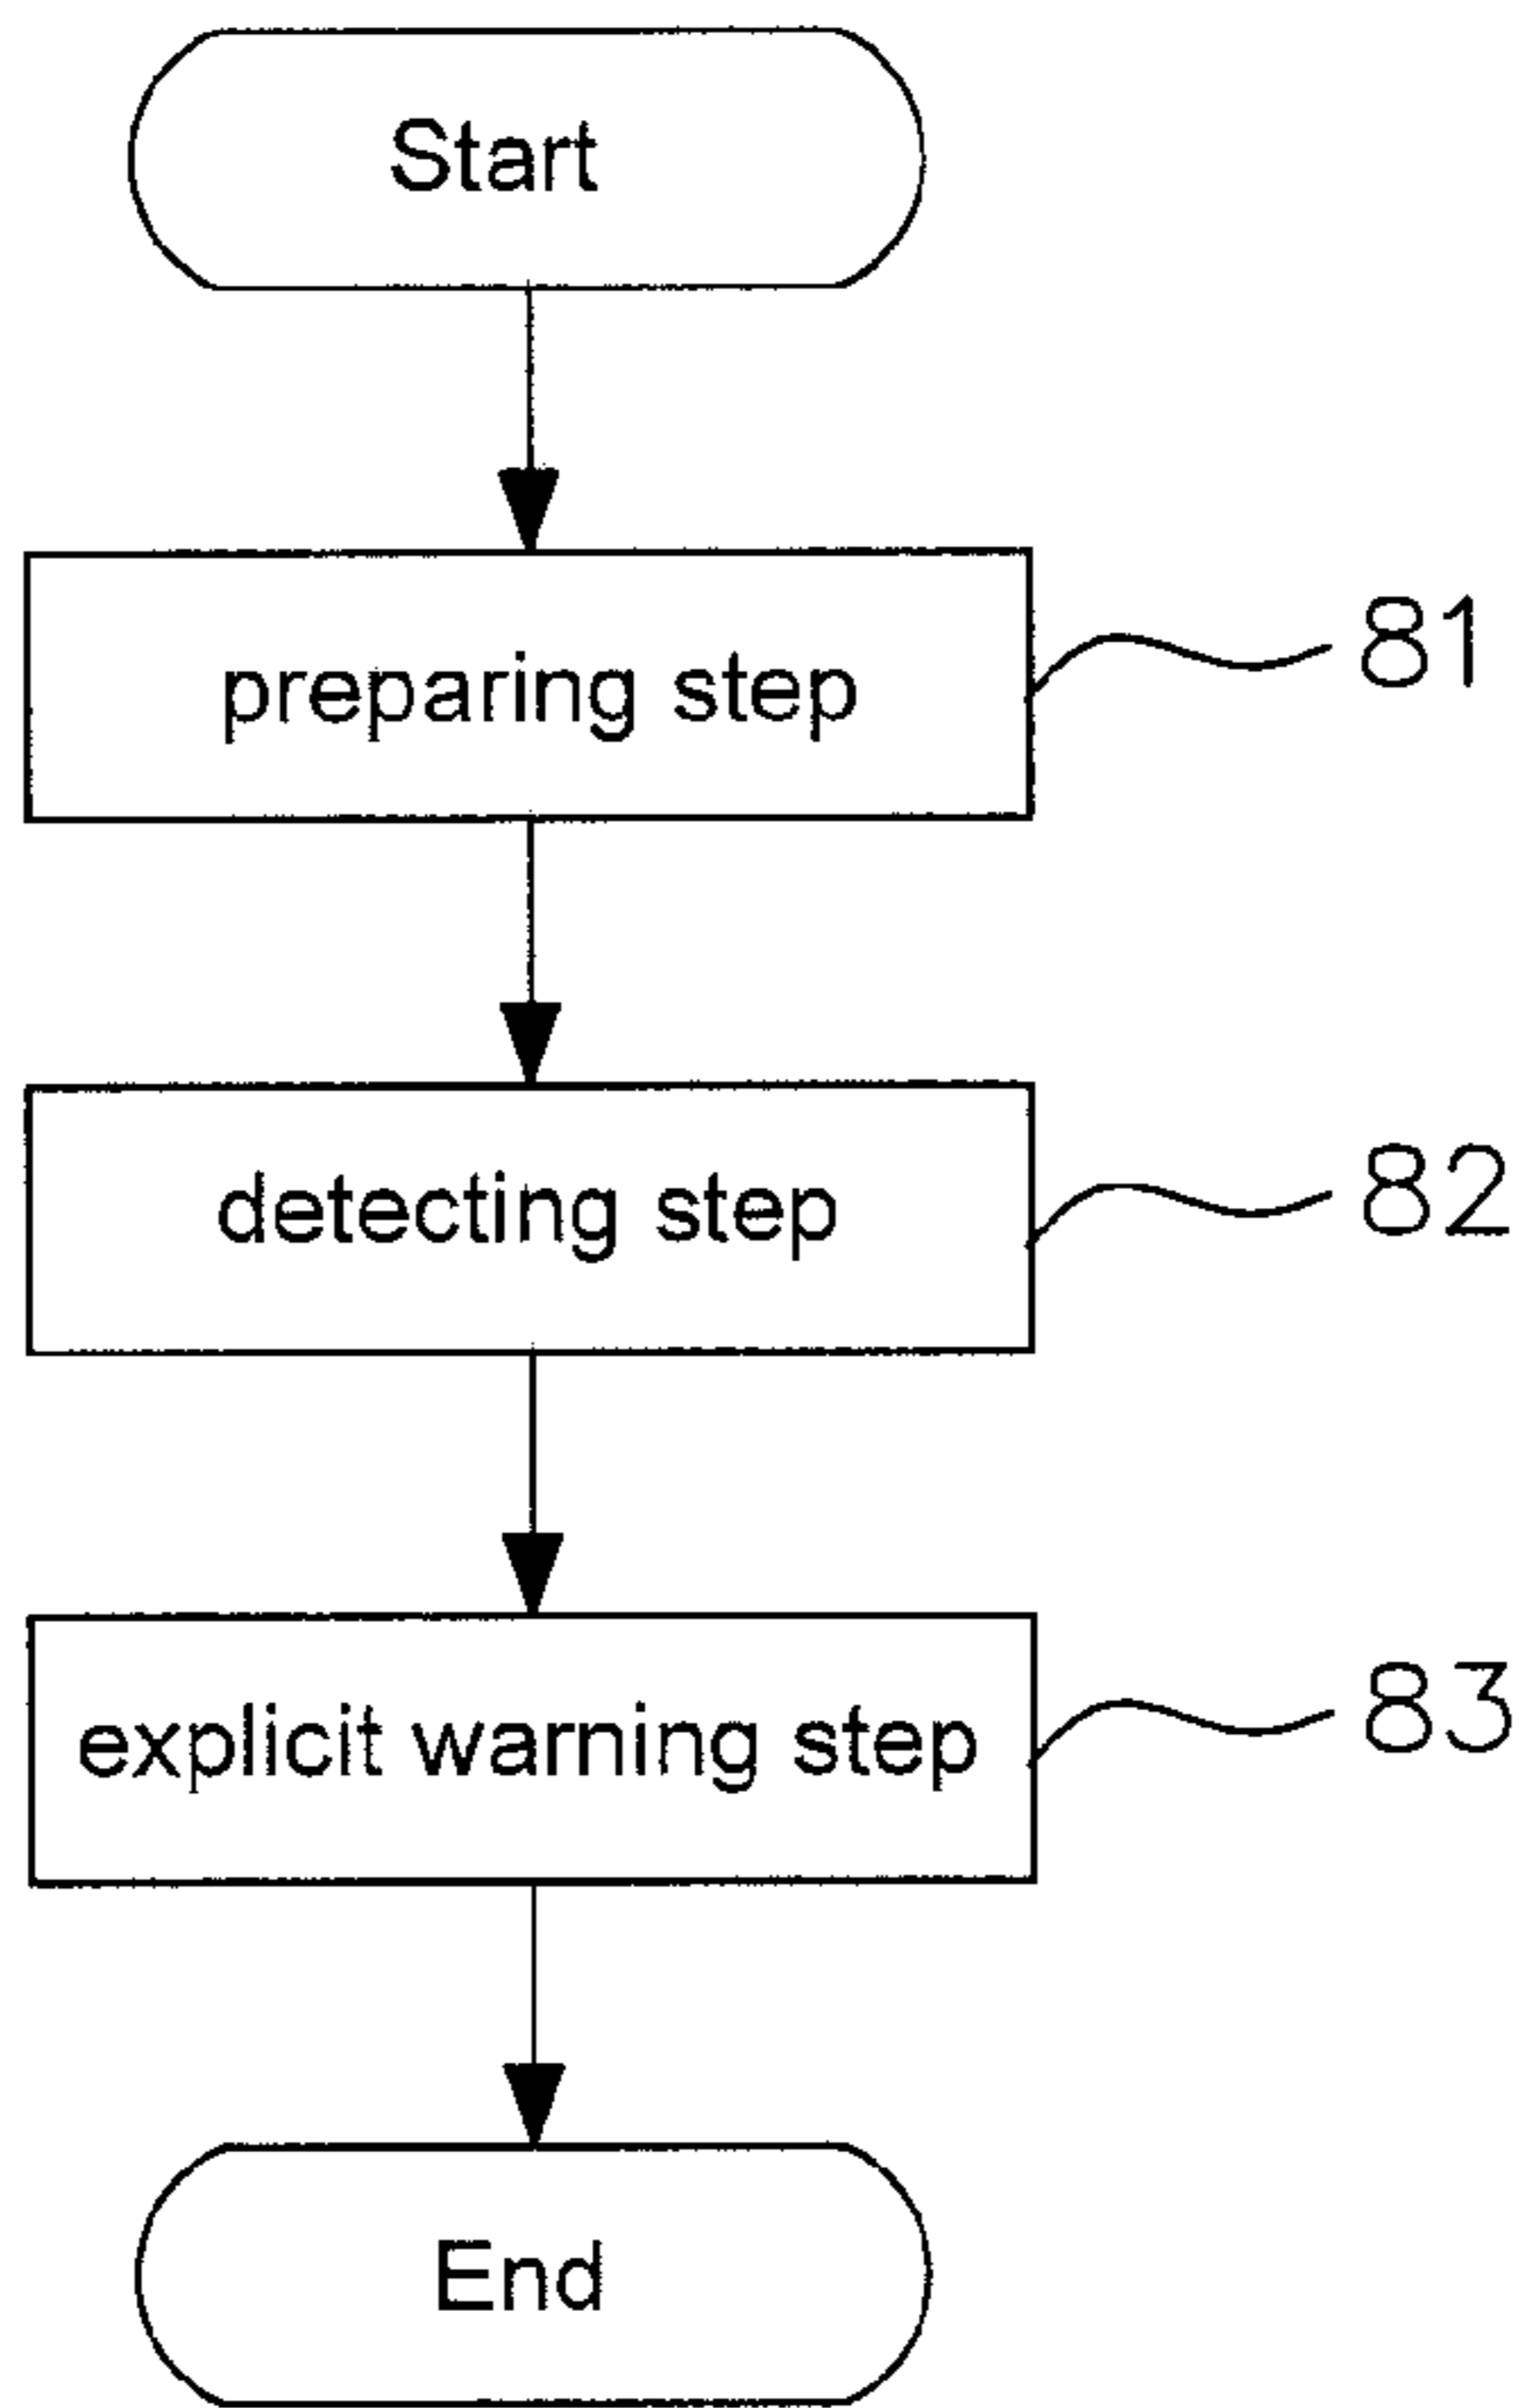 Start
preparing step
81
detecting step
82
explicit warning step
83
End